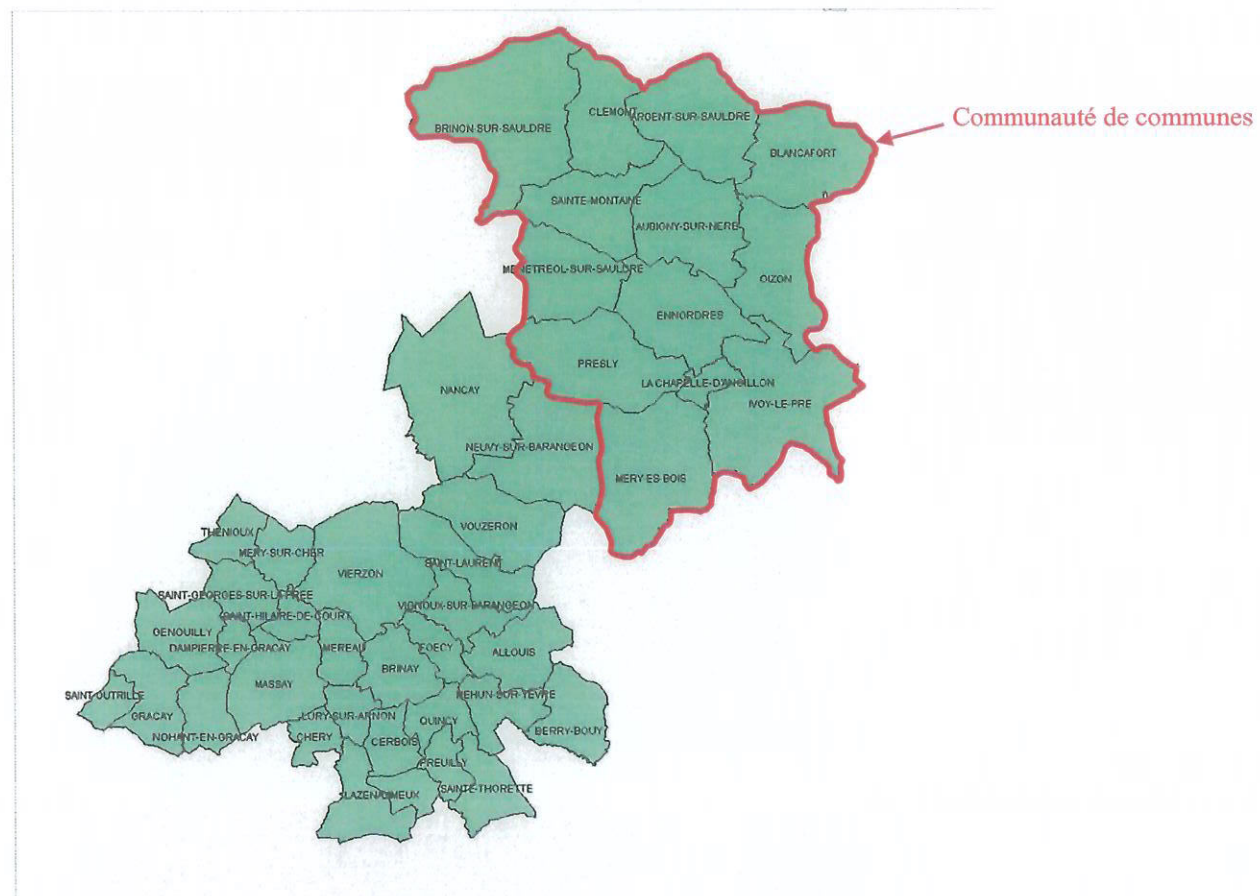 CLEMONT
ARGENT-SUR-SAULDRE
Communauté de communes
BRINON-SUR-SAULDRE
BLANCAFORT
SAINTE-MONTAINE
AUBIGNY-SUR-NERE
MENETREOL-SUR-SAULDRE
OIZON
ENNORDRES
PRESLY
LA CHAPELLE-D'ANGILLON
NANCAY
IVOY-LE-PRE
NEUVY-SUR-BARANGEON
MERY-ES-BOIS
VOUZERON
THENIOUX
MERY-SUR-CHER
SAINT-LAURENT
VIERZON
SAINT-GEORGES-SUR-LA-PREE
VIGNOUX-SUR-BARANGEON
SAINT-HILAIRE-DE-COURT
GENOUILLY
DAMPIERRE-EN-GRACAY
MEREAU
FOECY
ALLOUIS
BRINAY
MASSAY
SAINT-OUTRILLE
MEHUN-SUR-YEVRE
GRACAY
LURY-SUR-ARNON
QUINCY
NOHANT-EN-GRACAY
CHERY
CERBOIS
BERRY-BOUY
PREUILLY
SAINTE-THORETTE
LAZENAY
LIMEUX